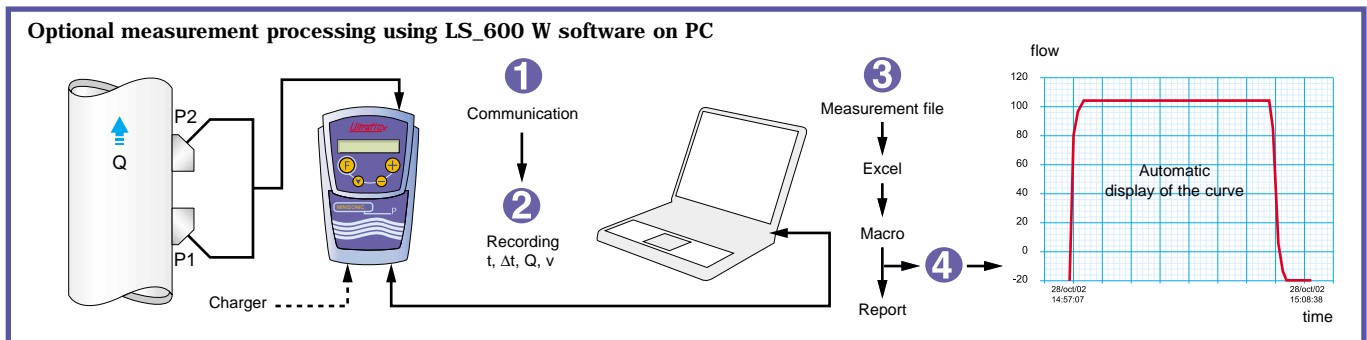 Optional measurement processing using LS_600 W software on PC
P2
Q
P1
Ultraflux
F
+
-
MINISONIC
P
Charger
1
Communication
2
Recording
t, Δt, Q, v
3
Measurement file
Excel
Macro
4
Report
flow
120
100
80
60
40
20
0
-20
Automatic
display of the curve
28/oct/02
14:57:07
28/oct/02
15:08:38
time